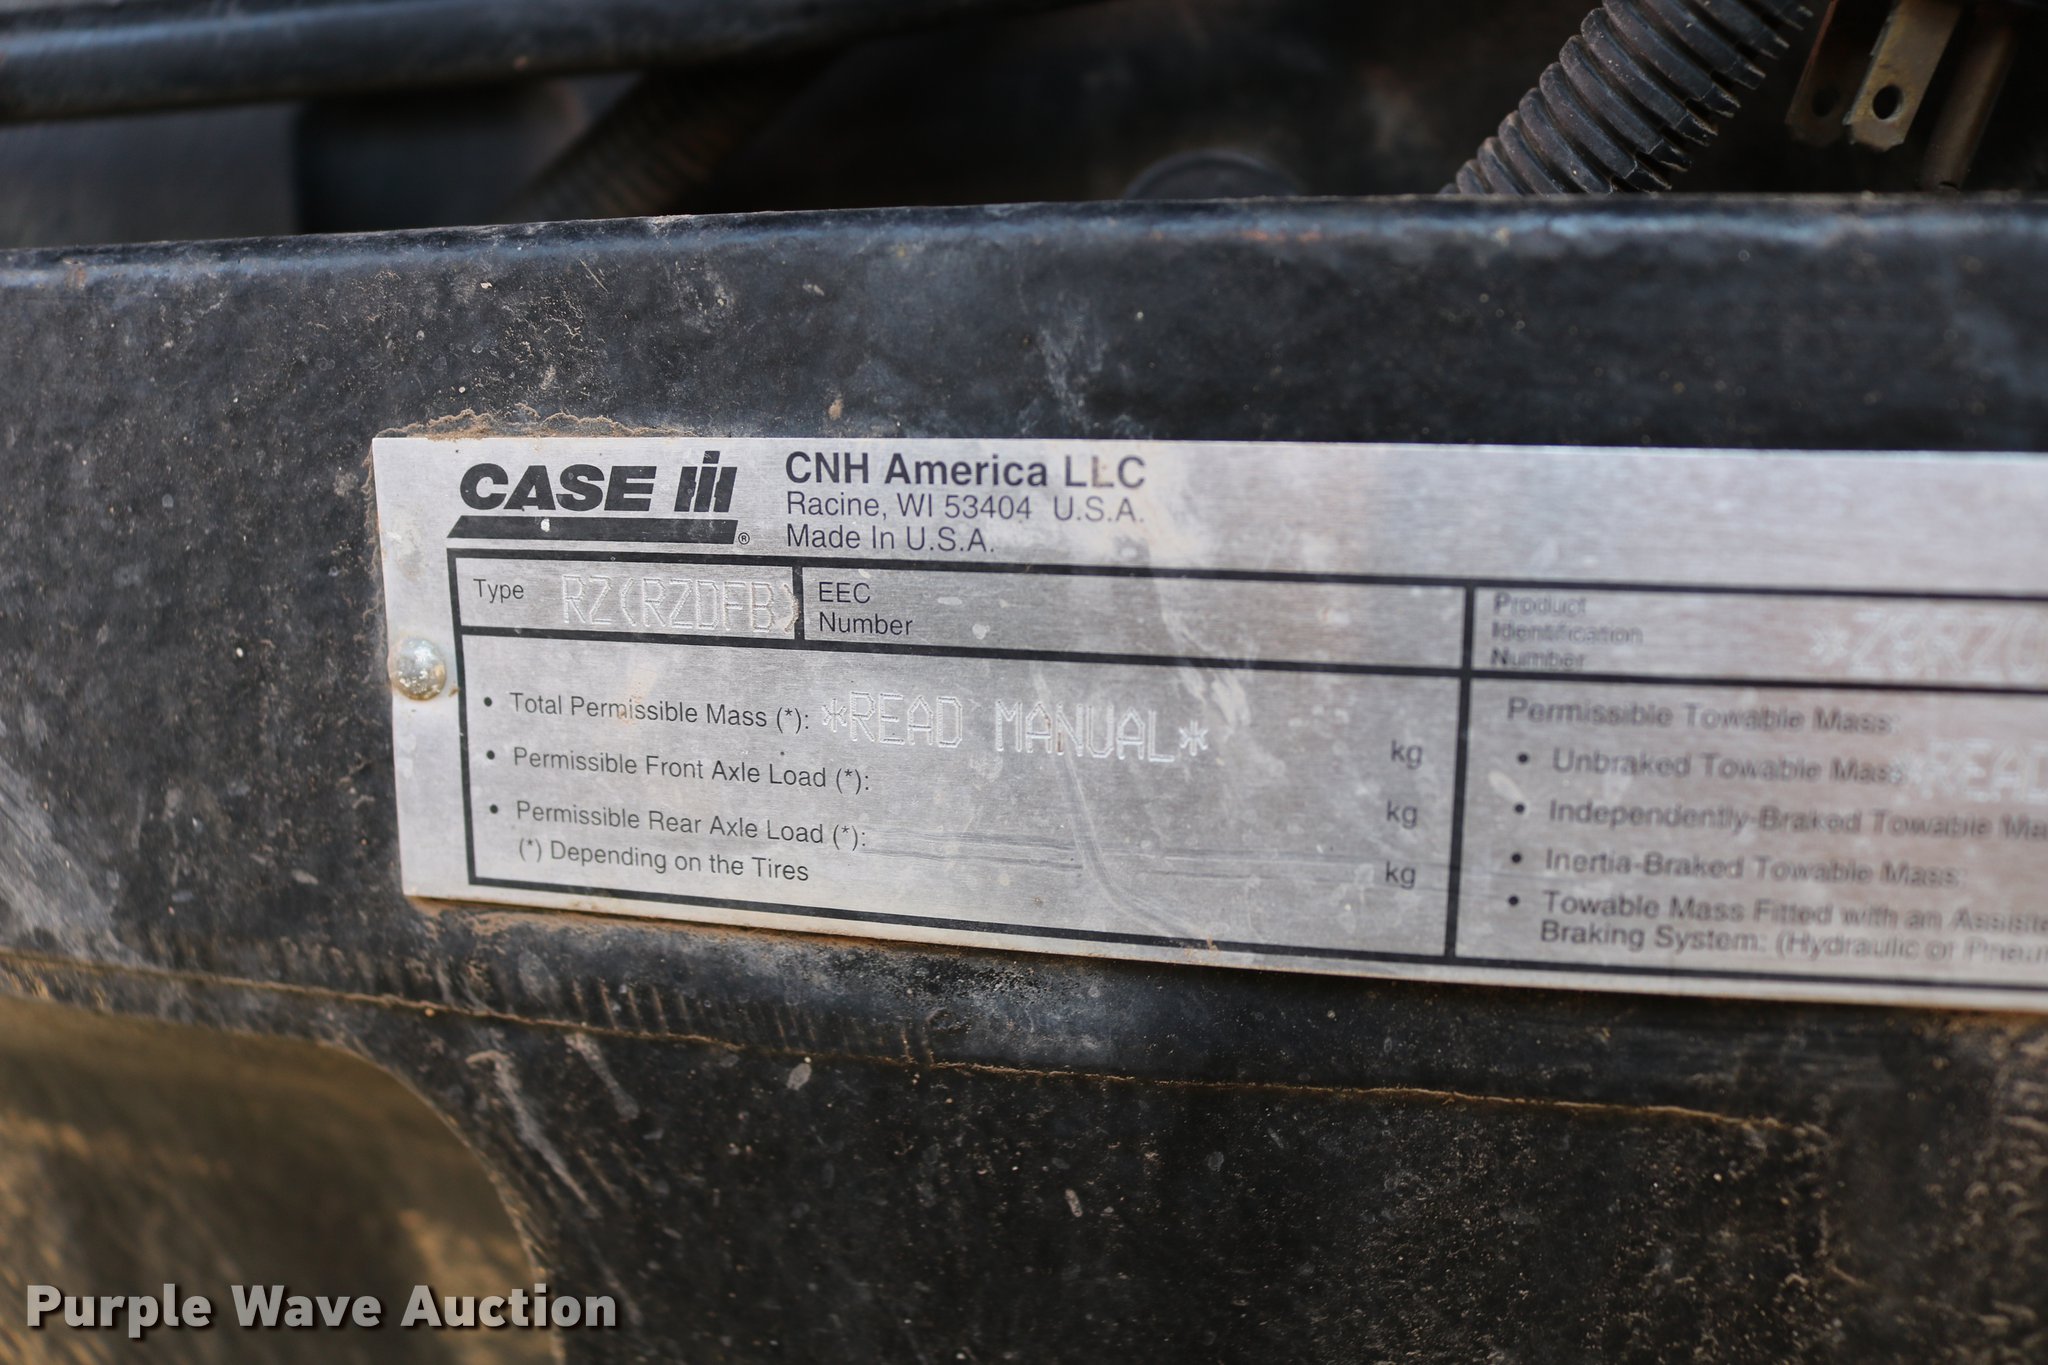 CASE IH ®
CNH America LLC
Racine, WI 53404 U.S.A.
Made In U.S.A.
Type RZ(RZDFB)
EEC
Number
Product
Identification
Number
• Total Permissible Mass (*): *READ MANUAL* kg
• Permissible Front Axle Load (*): kg
• Permissible Rear Axle Load (*): kg
(*) Depending on the Tires
Permissible Towable Mass:
• Unbraked Towable Mass *READ
• Independently-Braked Towable
• Inertia-Braked Towable Mass:
• Towable Mass Fitted with an
Braking System: (Hydraulic or
Purple Wave Auction